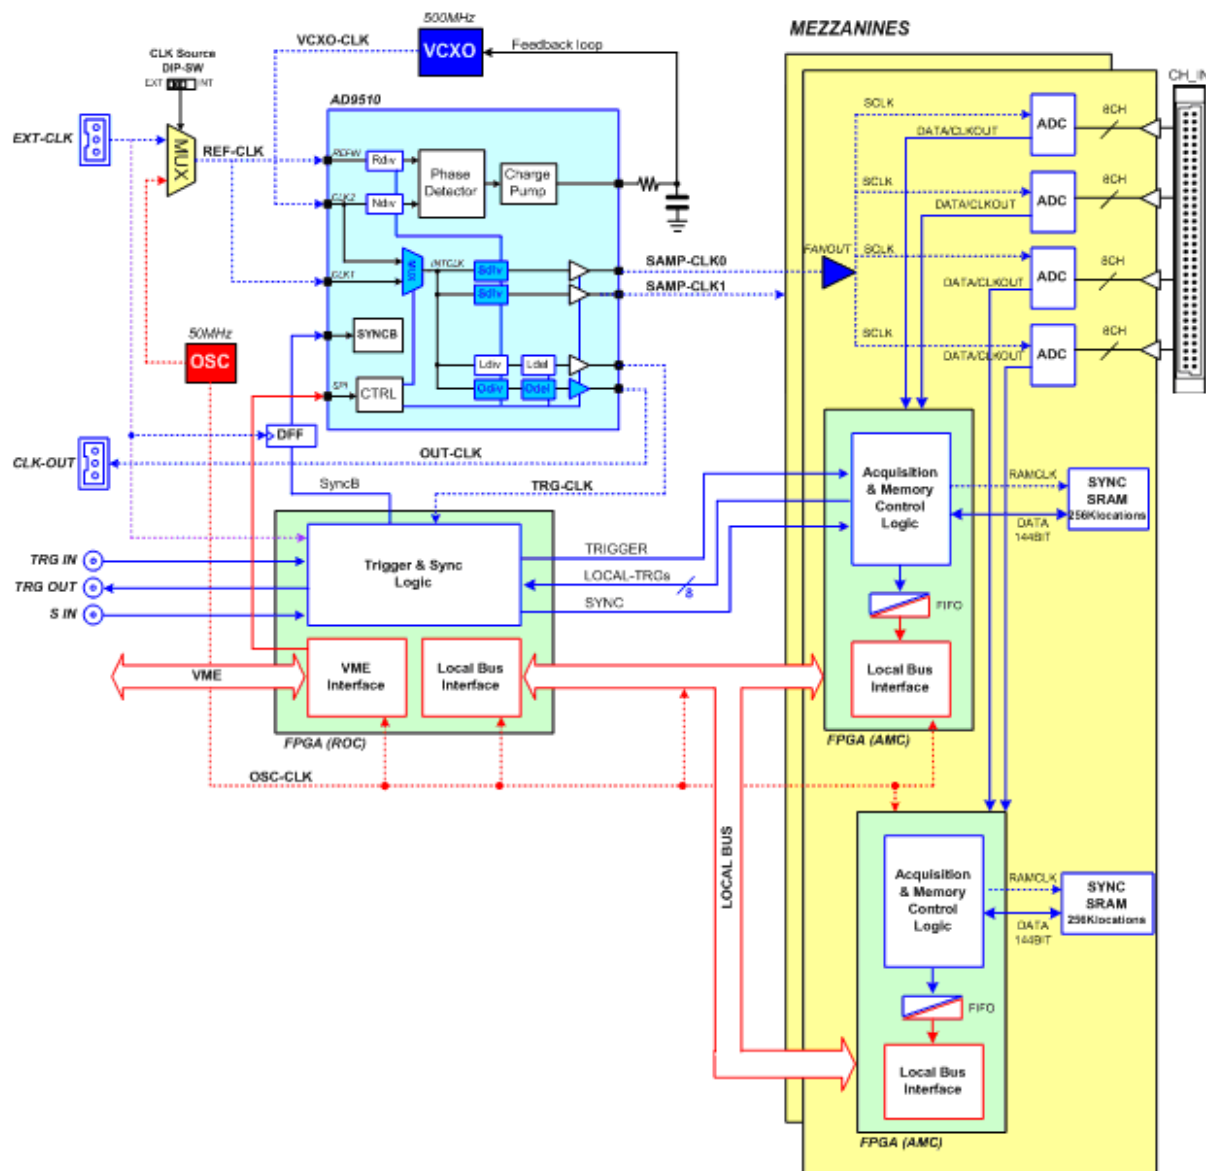 500MHz
MEZZANINES
VCXO-CLK
VCXO
Feedback loop
CLK Source
DIP-SW
EXT
INT
CH_IN
AD9510
EXT-CLK
MUX
REF-CLK
REFIN
Rdiv
Phase
Detector
Charge
Pump
CLK2
Ndiv
SCLK
ADC
8CH
DATA/CLKOUT
SCLK
ADC
8CH
DATA/CLKOUT
FANOUT
SCLK
ADC
8CH
DATA/CLKOUT
SCLK
ADC
8CH
DATA/CLKOUT
CLK1
MUX
INTCLK
Sdiv
SAMP-CLK0
Sdiv
SAMP-CLK1
50MHz
OSC
SYNCB
Ldiv
Ldel
SPI
CTRL
Odiv
Odel
DFF
CLK-OUT
OUT-CLK
SyncB
TRG-CLK
Acquisition
& Memory
Control
Logic
RAMCLK
SYNC
SRAM
256Klocations
DATA
144BIT
TRG IN
TRG OUT
S IN
Trigger & Sync
Logic
TRIGGER
LOCAL-TRGs
8
SYNC
FIFO
VME
VME
Interface
Local Bus
Interface
Local Bus
Interface
FPGA (ROC)
FPGA (AMC)
OSC-CLK
LOCAL BUS
Acquisition
& Memory
Control
Logic
RAMCLK
SYNC
SRAM
256Klocations
DATA
144BIT
FIFO
Local Bus
Interface
FPGA (AMC)